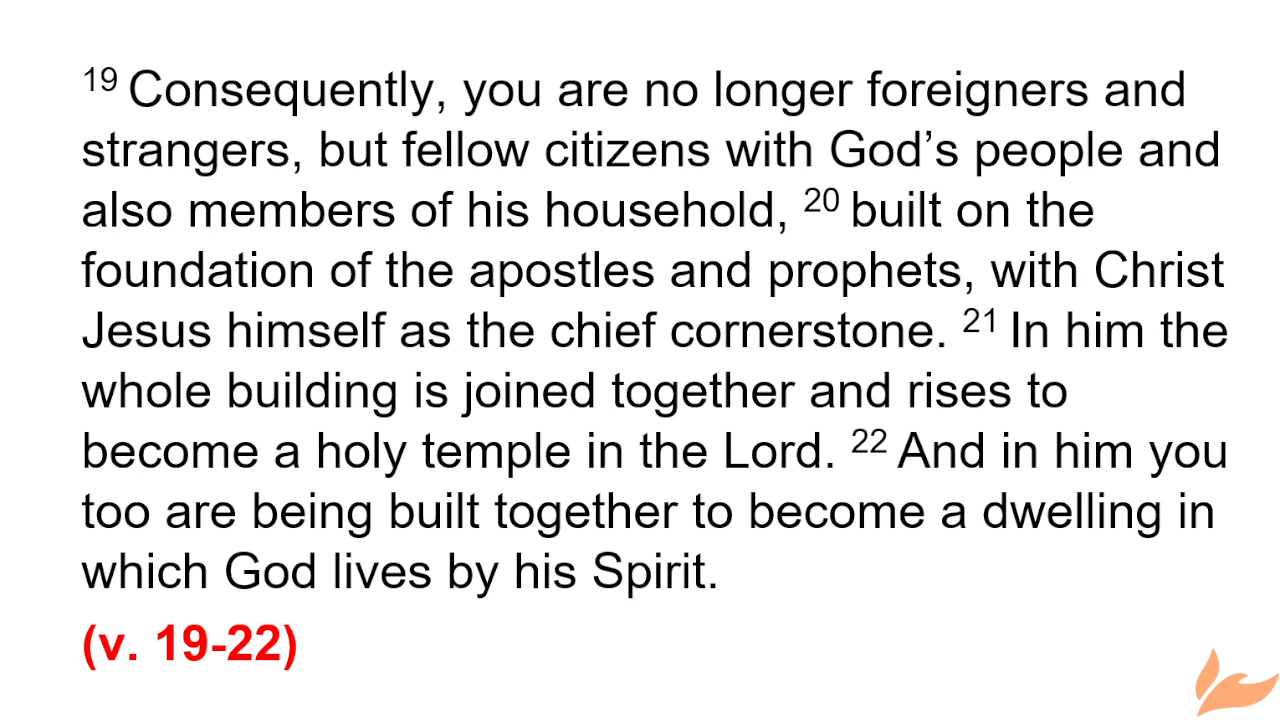 19 Consequently, you are no longer foreigners and
strangers, but fellow citizens with God’s people and
also members of his household, 20 built on the
foundation of the apostles and prophets, with Christ
Jesus himself as the chief cornerstone. 21 In him the
whole building is joined together and rises to
become a holy temple in the Lord. 22 And in him you
too are being built together to become a dwelling in
which God lives by his Spirit.
(v. 19-22)